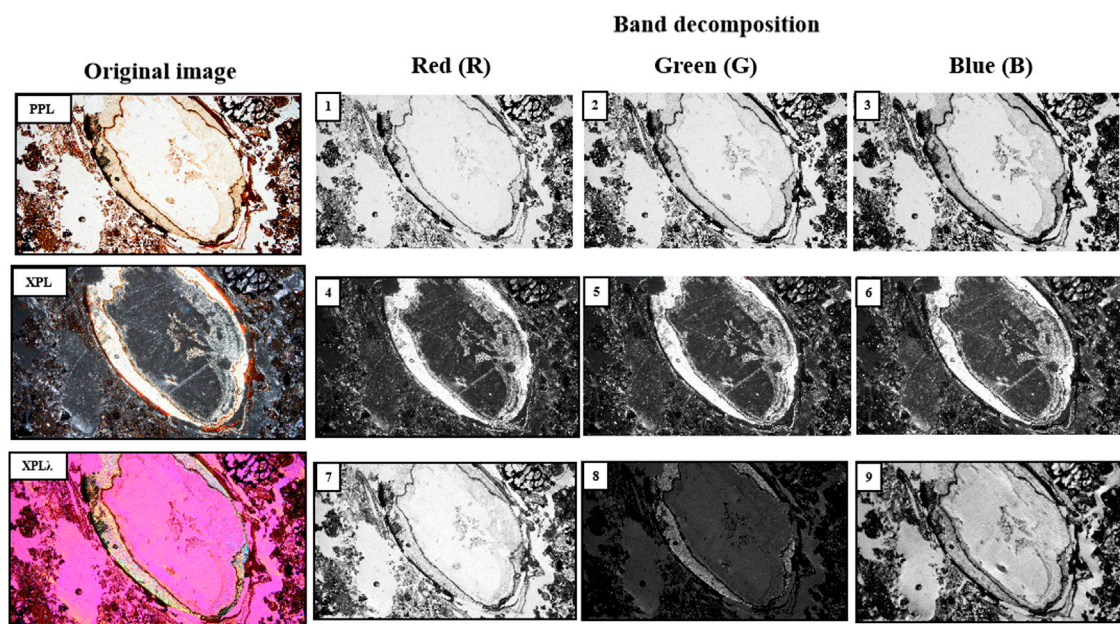 Band decomposition
Original image Red (R) Green (G) Blue (B)
PPL 1 2 3
XPL 4 5 6
XPLλ 7 8 9